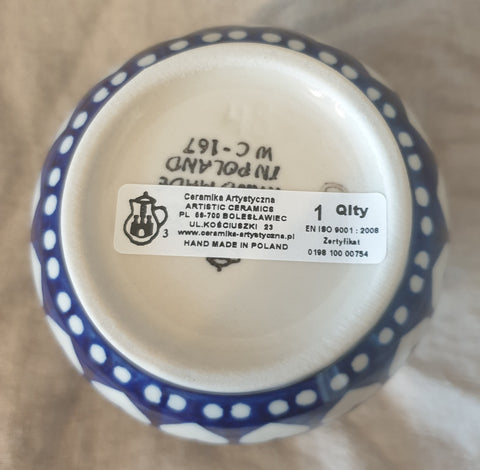 Ceramika Artystyczna
ARTISTIC CERAMICS
PL 59-700 BOLESŁAWIEC
UL.KOŚCIUSZKI 23
www.ceramika-artystyczna.pl
HAND MADE IN POLAND
3
1 Qlty
EN ISO 9001 : 2008
Zertyfikat
0198 100 00754
MADE
IN POLAND
W C - 167